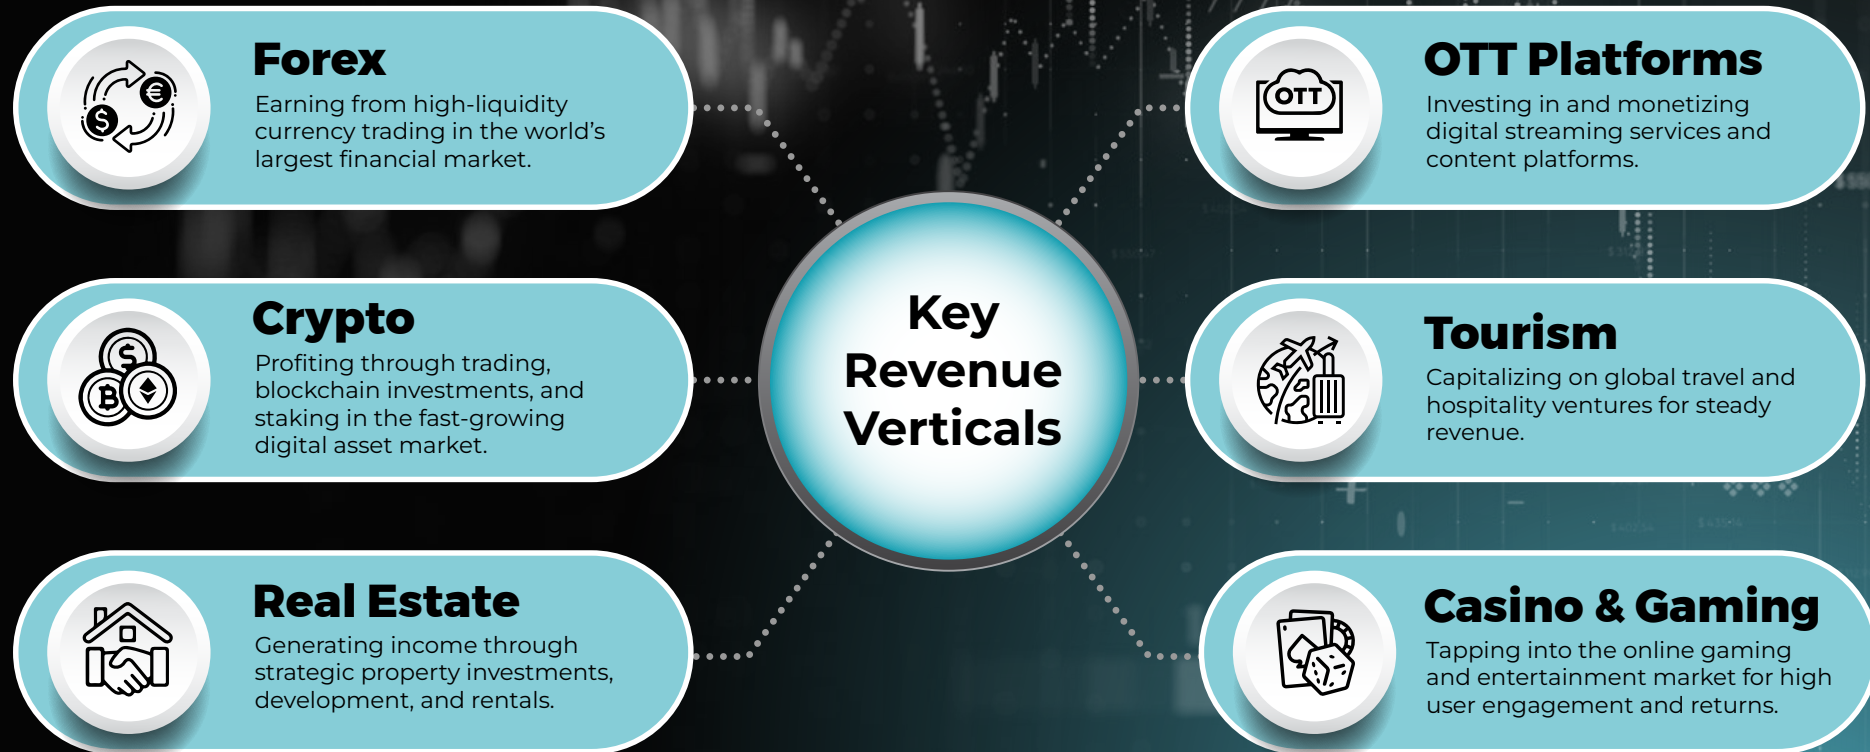 Forex
Earning from high-liquidity
currency trading in the world’s
largest financial market.
Crypto
Profiting through trading,
blockchain investments, and
staking in the fast-growing
digital asset market.
Real Estate
Generating income through
strategic property investments,
development, and rentals.
Key
Revenue
Verticals
OTT
OTT Platforms
Investing in and monetizing
digital streaming services and
content platforms.
Tourism
Capitalizing on global travel and
hospitality ventures for steady
revenue.
Casino & Gaming
Tapping into the online gaming
and entertainment market for high
user engagement and returns.